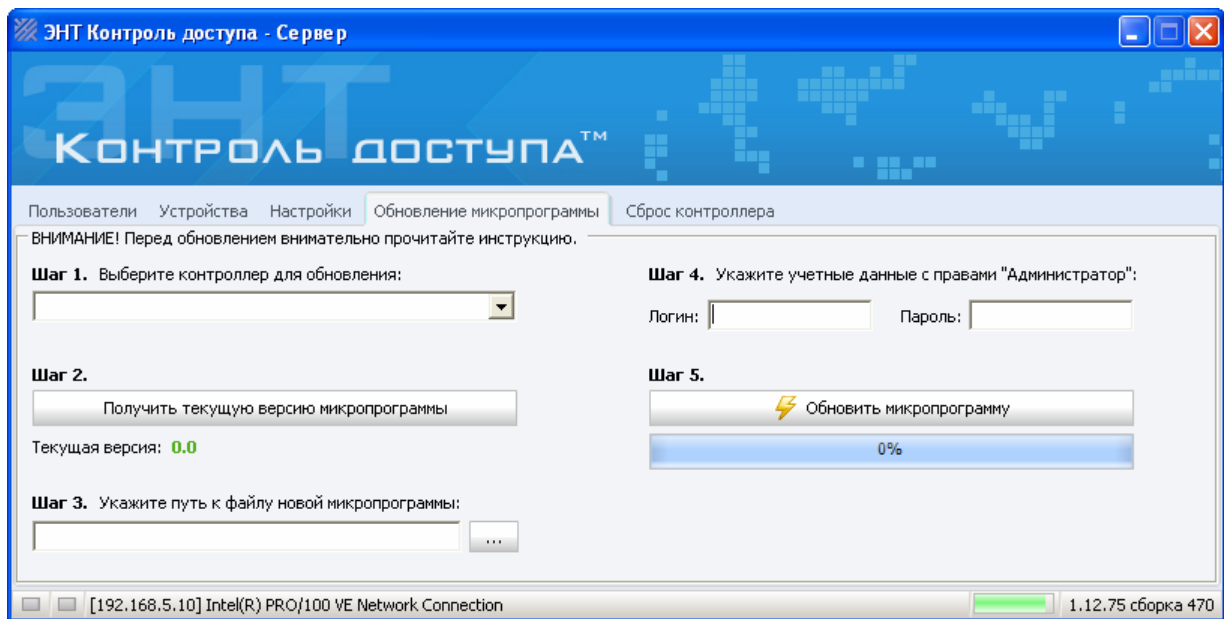 ЭНТ Контроль доступа - Сервер
ЭНТ
КОНТРОЛЬ ДОСТУПА™
Пользователи Устройства Настройки Обновление микропрограммы Сброс контроллера
ВНИМАНИЕ! Перед обновлением внимательно прочитайте инструкцию.
Шаг 1. Выберите контроллер для обновления:
Шаг 2.
Получить текущую версию микропрограммы
Текущая версия: 0.0
Шаг 3. Укажите путь к файлу новой микропрограммы:
...
Шаг 4. Укажите учетные данные с правами "Администратор":
Логин: Пароль:
Шаг 5.
Обновить микропрограмму
0%
[192.168.5.10] Intel(R) PRO/100 VE Network Connection 1.12.75 сборка 470